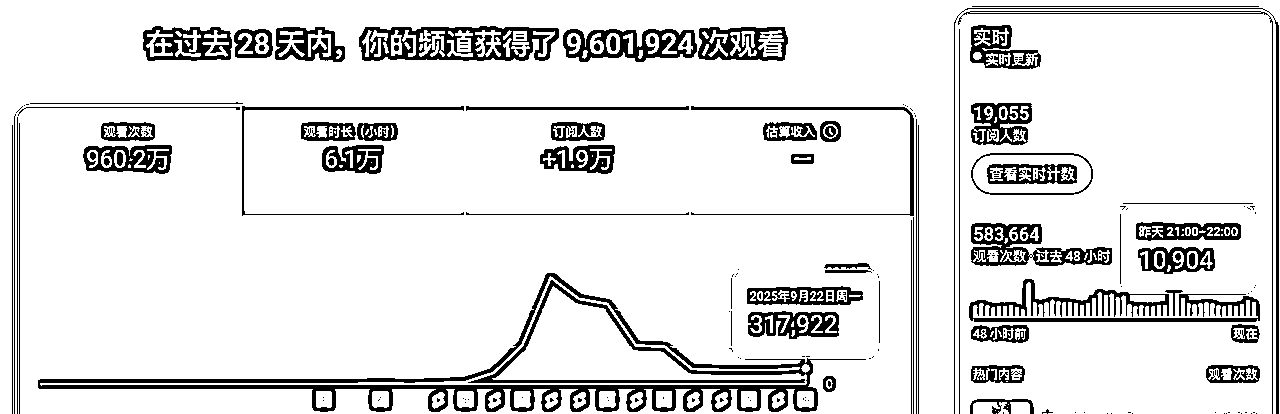 在过去 28 天内，你的频道获得了 9,601,924 次观看
观看次数
960.2万
观看时长 (小时)
6.1万
订阅人数
+1.9万
估算收入
—
2025年9月22日周一
317,922
0
实时
实时更新
19,055
订阅人数
查看实时计数
583,664
观看次数·过去 48 小时
昨天 21:00–22:00
10,904
48 小时前
现在
热门内容
观看次数